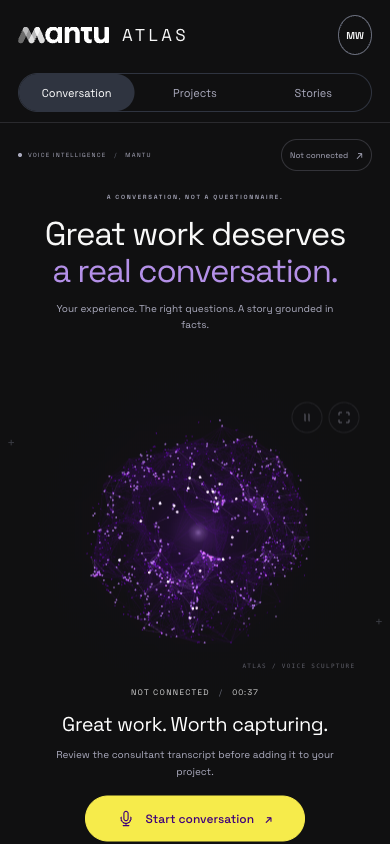 Mantu ATLAS
MW
Conversation Projects Stories
VOICE INTELLIGENCE / MANTU
Not connected ↗
A CONVERSATION, NOT A QUESTIONNAIRE.
Great work deserves
a real conversation.
Your experience. The right questions. A story grounded in
facts.
ATLAS / VOICE SCULPTURE
NOT CONNECTED / 00:37
Great work. Worth capturing.
Review the consultant transcript before adding it to your
project.
Start conversation ↗